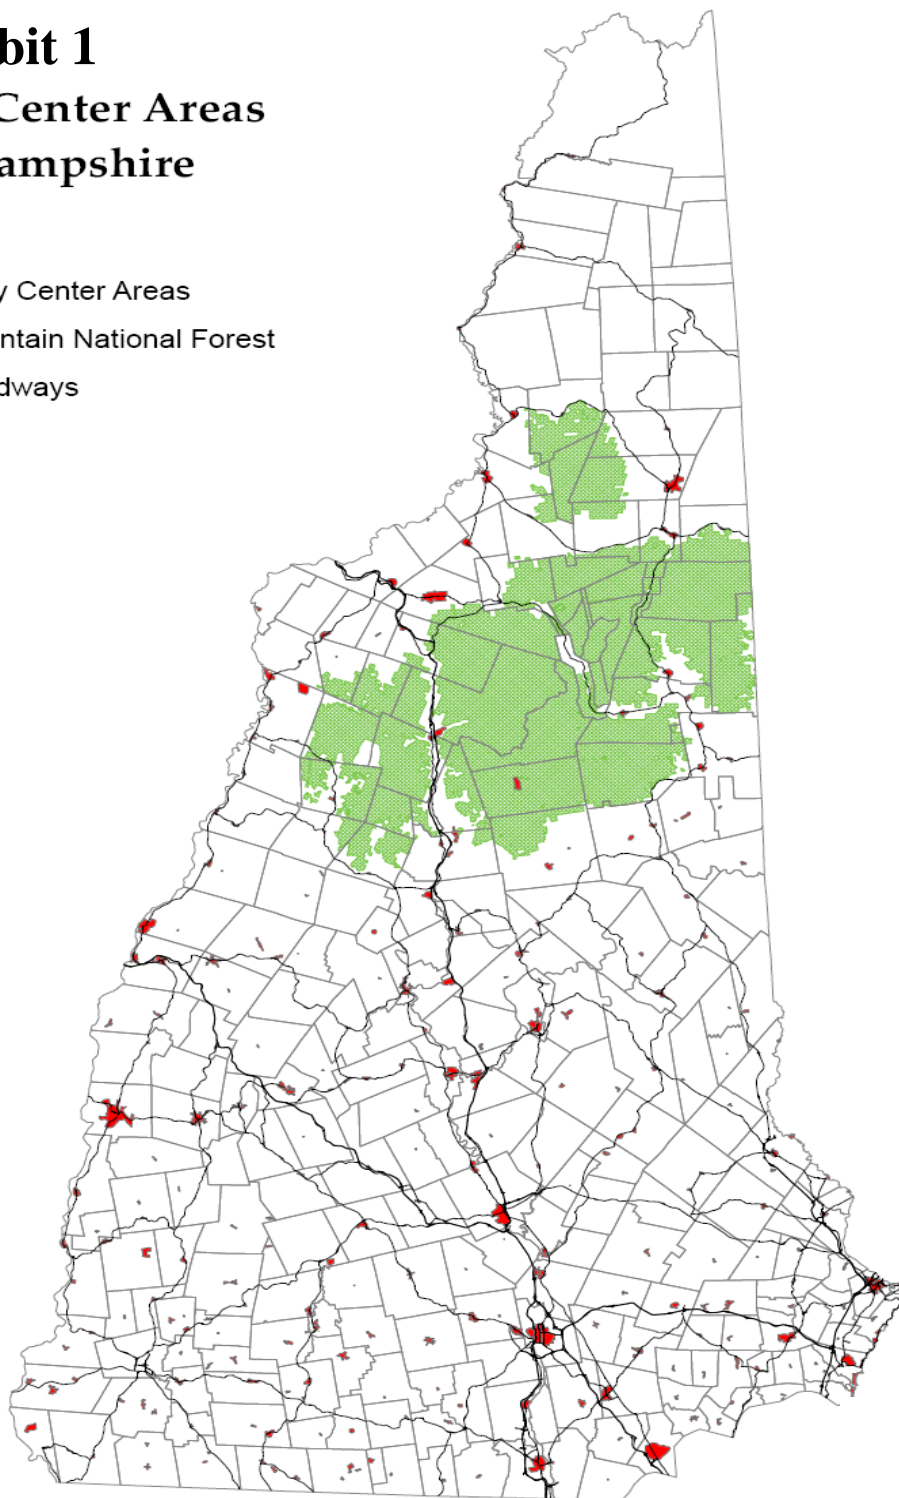 bit 1
Center Areas
ampshire
y Center Areas
ntain National Forest
dways